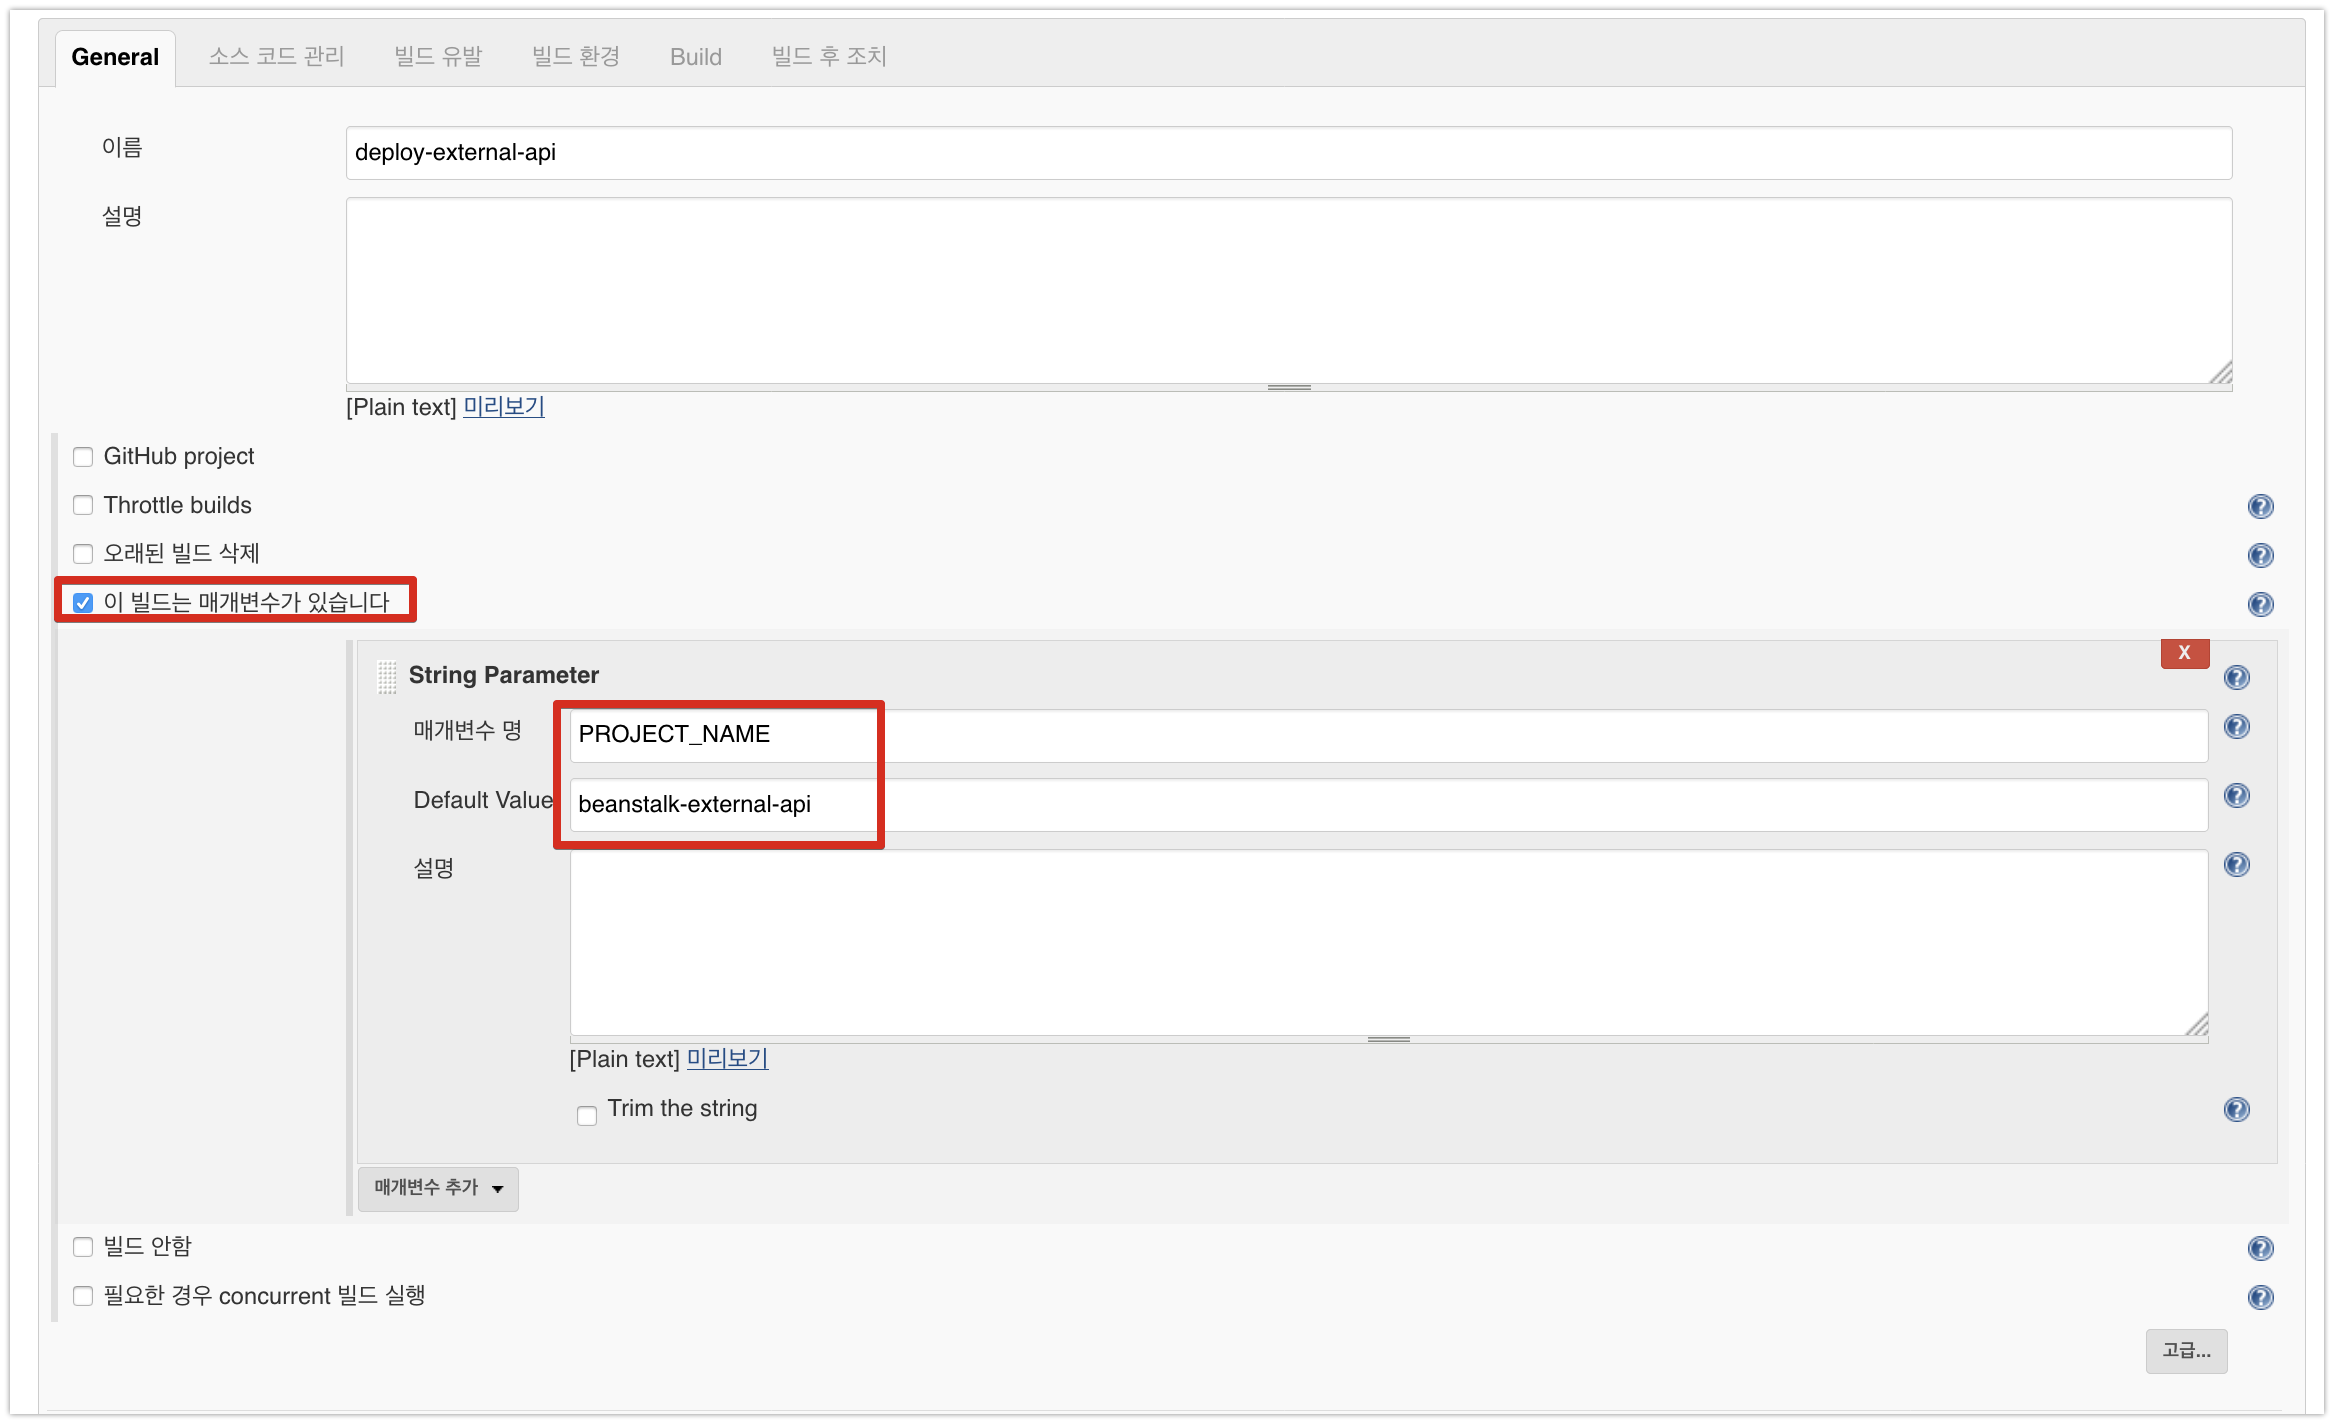 General 소스 코드 관리 빌드 유발 빌드 환경 Build 빌드 후 조치
이름 deploy-external-api
설명
[Plain text] 미리보기
GitHub project
Throttle builds
오래된 빌드 삭제
이 빌드는 매개변수가 있습니다
X
String Parameter
매개변수 명 PROJECT_NAME
Default Value beanstalk-external-api
설명
[Plain text] 미리보기
Trim the string
매개변수 추가
빌드 안함
필요한 경우 concurrent 빌드 실행
고급...